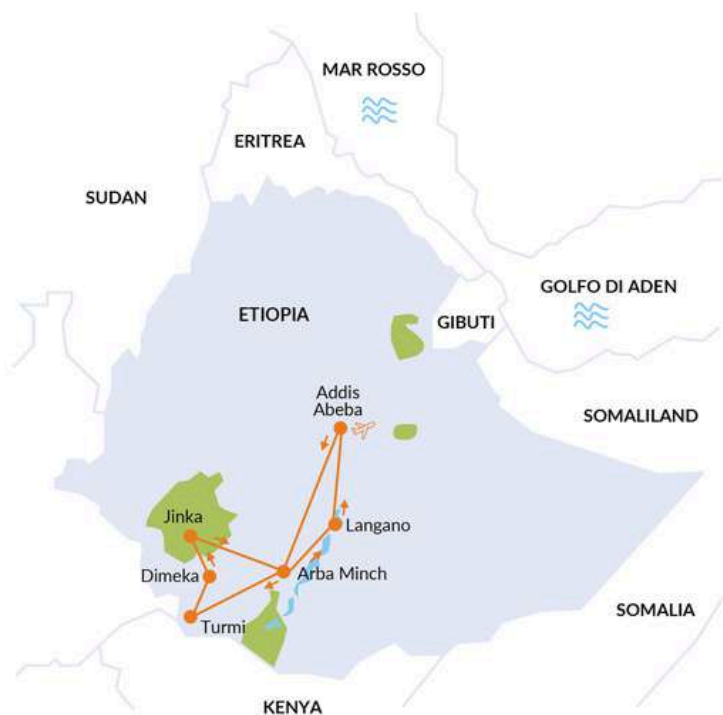 MAR ROSSO
ERITREA
SUDAN
GOLFO DI ADEN
ETIOPIA
GIBUTI
Addis
Abeba
SOMALILAND
Jinka
Langano
Dimeka
Arba Minch
Turmi
SOMALIA
KENYA